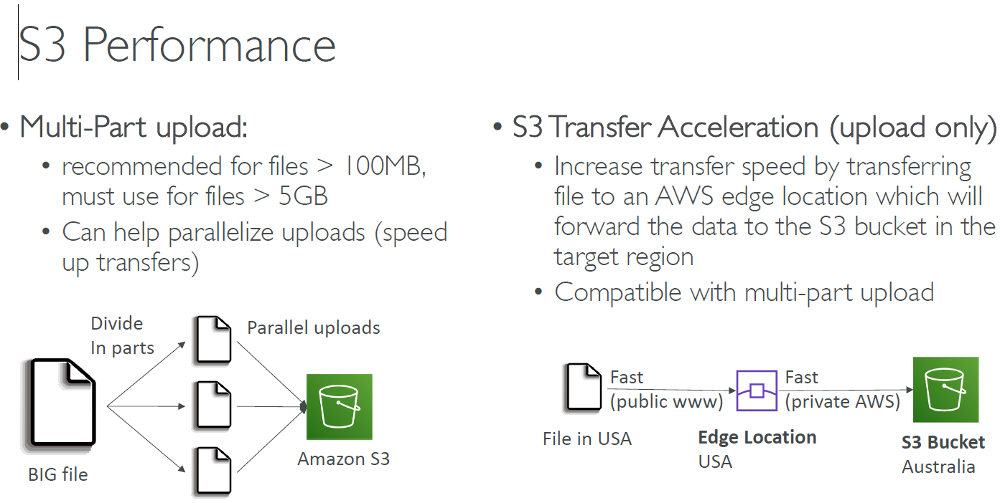 S3 Performance
• Multi-Part upload:
• recommended for files > 100MB,
must use for files > 5GB
• Can help parallelize uploads (speed
up transfers)
Divide
In parts
Parallel uploads
BIG file
Amazon S3
• S3 Transfer Acceleration (upload only)
• Increase transfer speed by transferring
file to an AWS edge location which will
forward the data to the S3 bucket in the
target region
• Compatible with multi-part upload
Fast
(public www)
Fast
(private AWS)
File in USA
Edge Location
USA
S3 Bucket
Australia